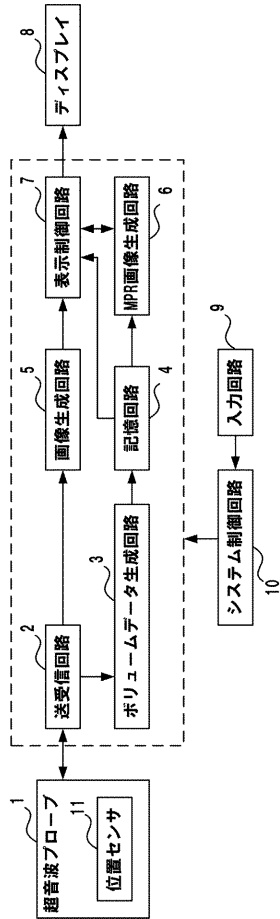 1
超音波プローブ
11
位置センサ
2
送受信回路
5
画像生成回路
7
表示制御回路
8
ディスプレイ
3
ボリュームデータ生成回路
4
記憶回路
6
MPR画像生成回路
10
システム制御回路
9
入力回路